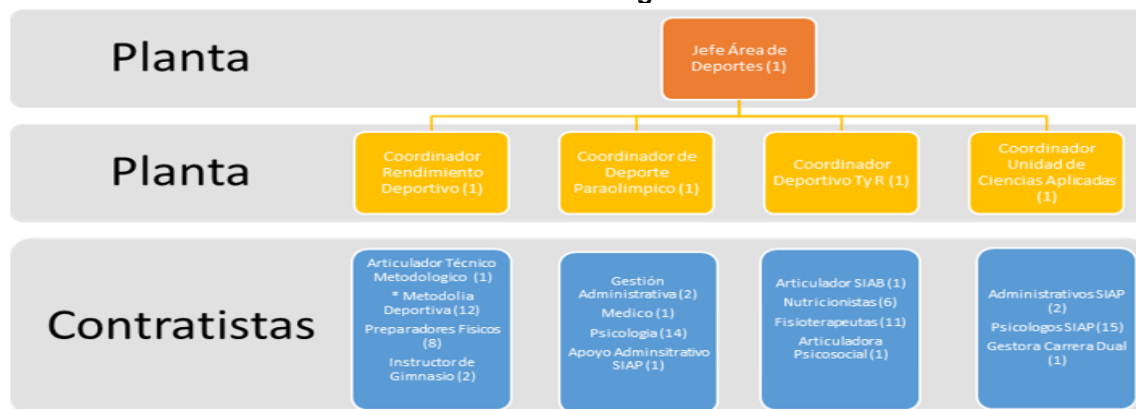 Planta
Jefe Área de
Deportes (1)
Planta
Coordinador
Rendimiento
Deportivo (1)
Coordinador de
Deporte
Paraolimpico (1)
Coordinador
Deportivo T y R (1)
Coordinador
Unidad de
Ciencias Aplicadas
(1)
Contratistas
Articulador Técnico
Metodologico (1)
* Metodolia
Deportiva (12)
Preparadores Fisicos
(8)
Instructor de
Gimnasio (2)
Gestión
Administrativa (2)
Medico (1)
Psicologia (14)
Apoyo Adminsitrativo
SIAP (1)
Articulador SIAB (1)
Nutricionistas (6)
Fisioterapeutas (11)
Articuladora
Psicosocial (1)
Administrativos SIAP
(2)
Psicologos SIAP (15)
Gestora Carrera Dual
(1)